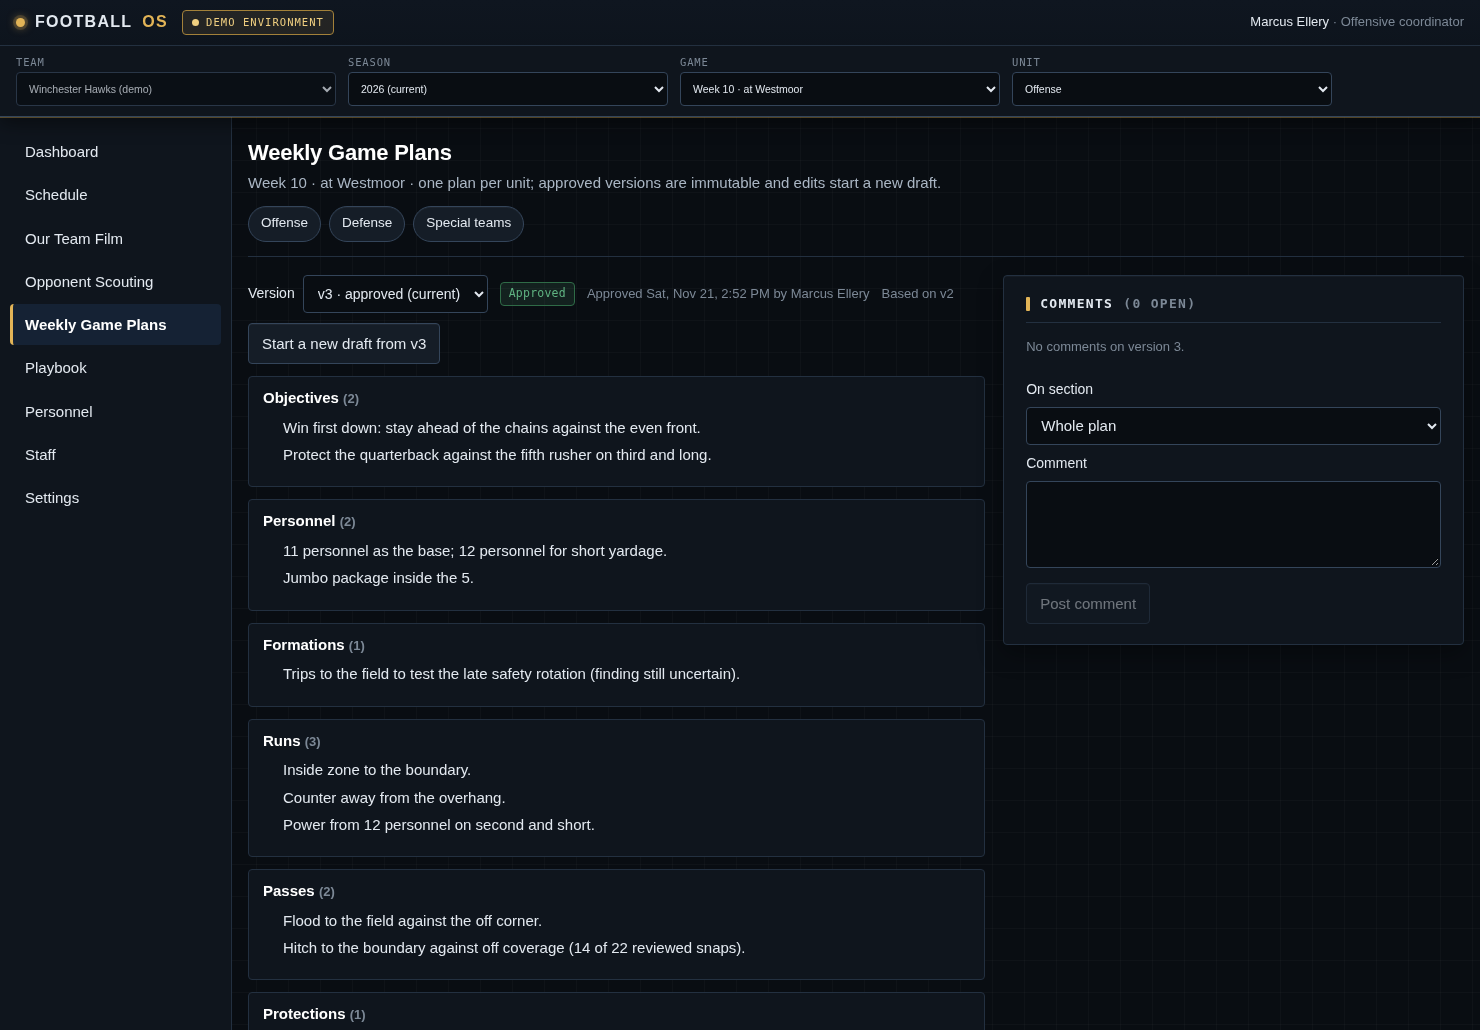 FOOTBALL OS
DEMO ENVIRONMENT
Marcus Ellery · Offensive coordinator
TEAM
Winchester Hawks (demo)
SEASON
2026 (current)
GAME
Week 10 · at Westmoor
UNIT
Offense
Dashboard
Schedule
Our Team Film
Opponent Scouting
Weekly Game Plans
Playbook
Personnel
Staff
Settings
Weekly Game Plans
Week 10 · at Westmoor · one plan per unit; approved versions are immutable and edits start a new draft.
Offense
Defense
Special teams
Version
v3 · approved (current)
Approved
Approved Sat, Nov 21, 2:52 PM by Marcus Ellery
Based on v2
Start a new draft from v3
Objectives (2)
Win first down: stay ahead of the chains against the even front.
Protect the quarterback against the fifth rusher on third and long.
Personnel (2)
11 personnel as the base; 12 personnel for short yardage.
Jumbo package inside the 5.
Formations (1)
Trips to the field to test the late safety rotation (finding still uncertain).
Runs (3)
Inside zone to the boundary.
Counter away from the overhang.
Power from 12 personnel on second and short.
Passes (2)
Flood to the field against the off corner.
Hitch to the boundary against off coverage (14 of 22 reviewed snaps).
Protections (1)
COMMENTS (0 OPEN)
No comments on version 3.
On section
Whole plan
Comment
Post comment